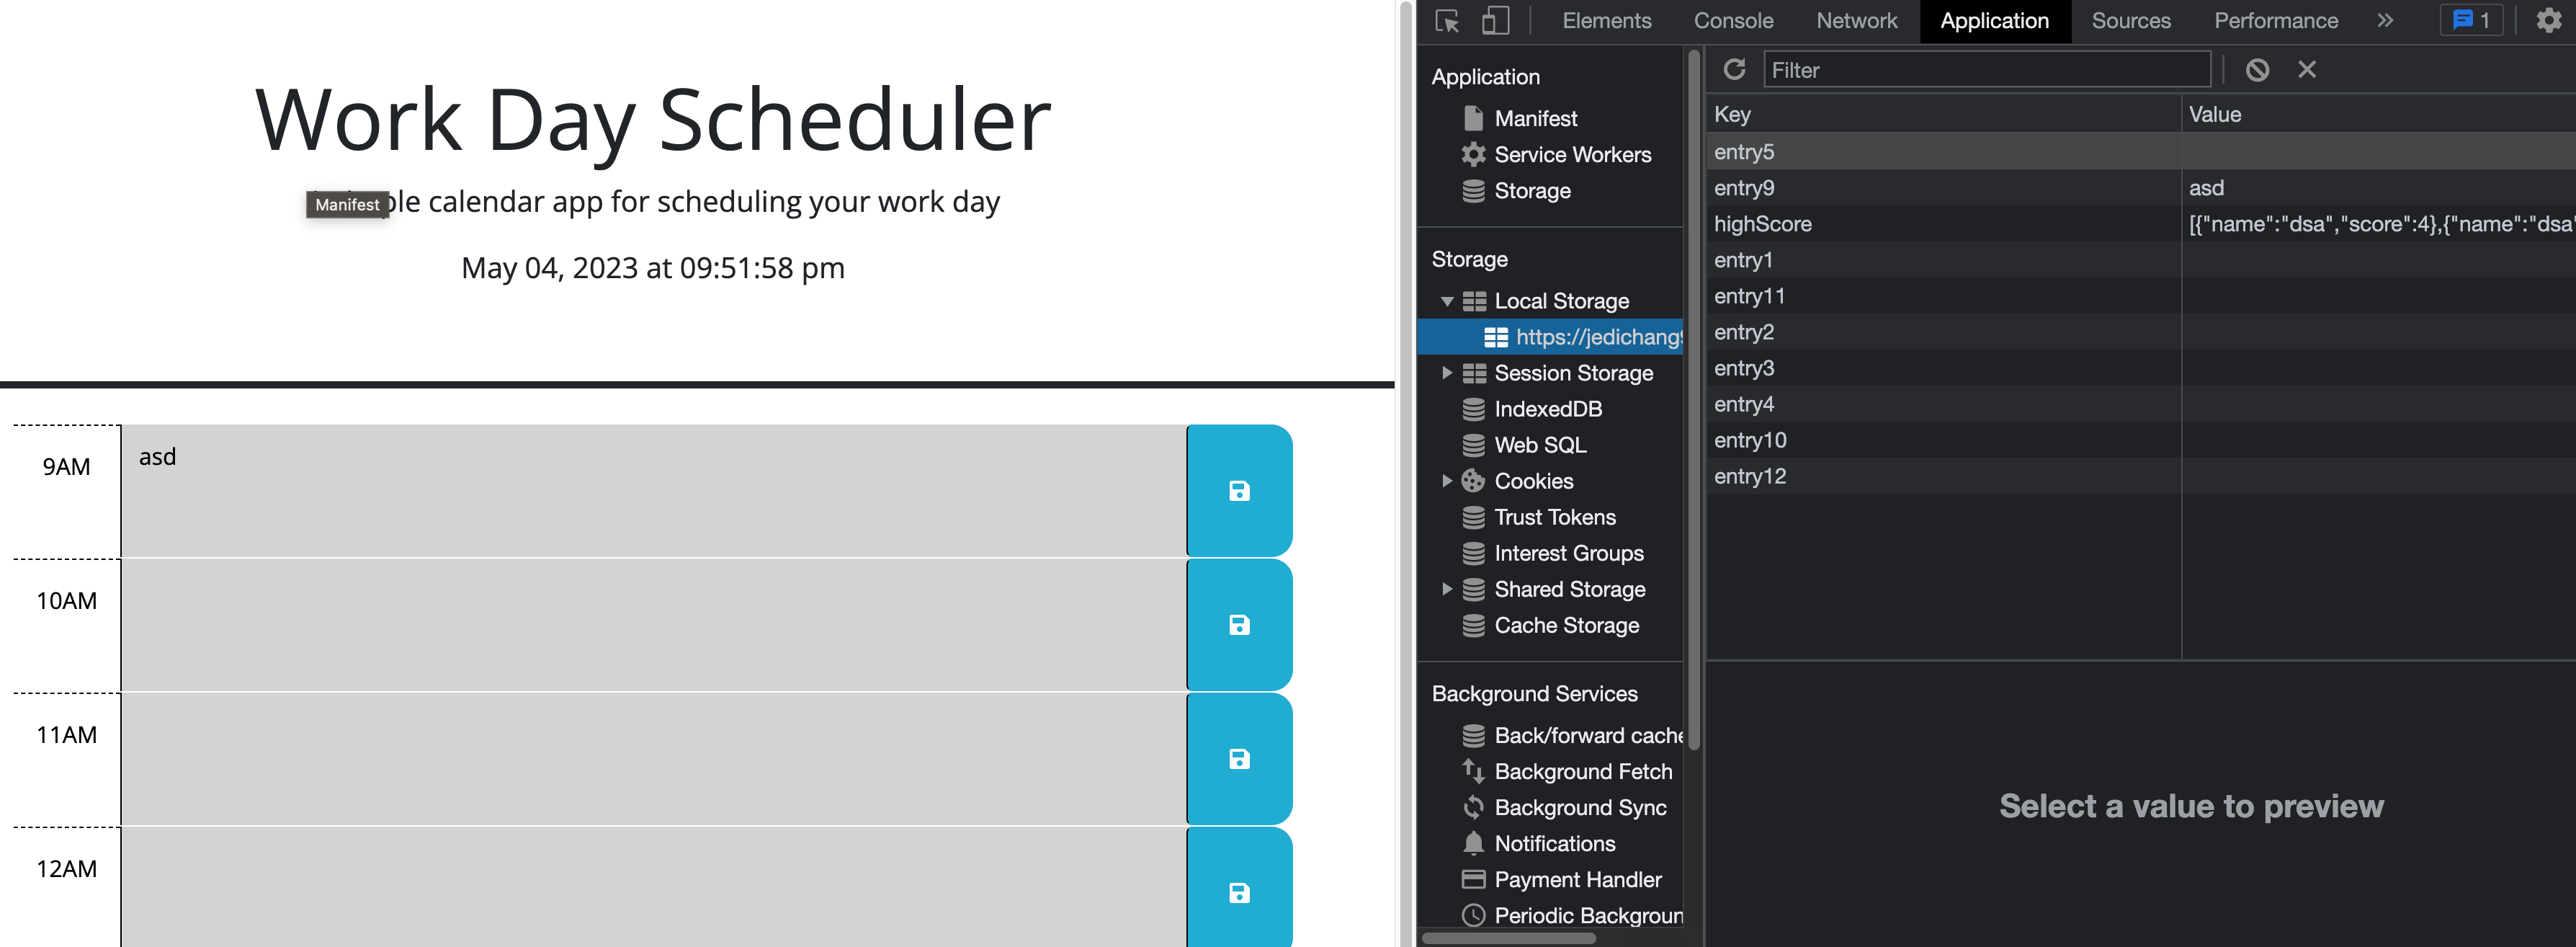 Work Day Scheduler
Manifest
ple calendar app for scheduling your work day
May 04, 2023 at 09:51:58 pm
9AM
asd
10AM
11AM
12AM
Elements Console Network Application Sources Performance 1
Application
Manifest
Service Workers
Storage
Storage
Local Storage
https://jedichang
Session Storage
IndexedDB
Web SQL
Cookies
Trust Tokens
Interest Groups
Shared Storage
Cache Storage
Background Services
Back/forward cache
Background Fetch
Background Sync
Notifications
Payment Handler
Periodic Backgroun
Filter
Key Value
entry5
entry9 asd
highScore [{"name":"dsa","score":4},{"name":"dsa"
entry1
entry11
entry2
entry3
entry4
entry10
entry12
Select a value to preview